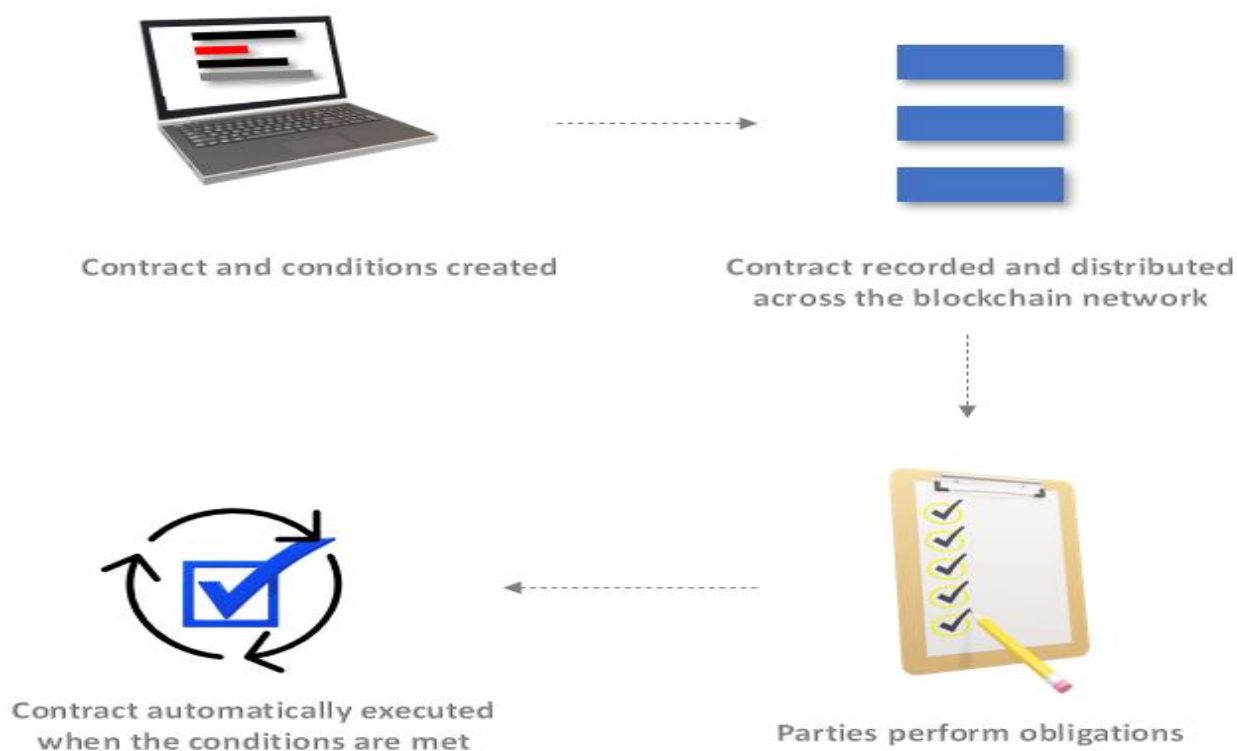 Contract and conditions created
Contract recorded and distributed
across the blockchain network
Parties perform obligations
Contract automatically executed
when the conditions are met